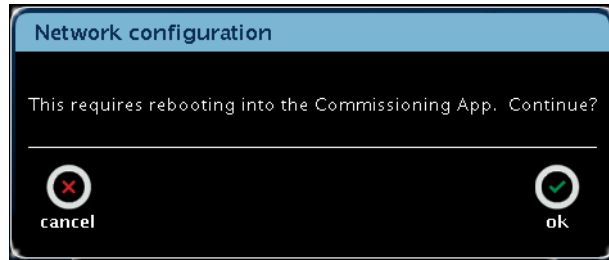 Network configuration
This requires rebooting into the Commissioning App.  Continue?
cancel
ok